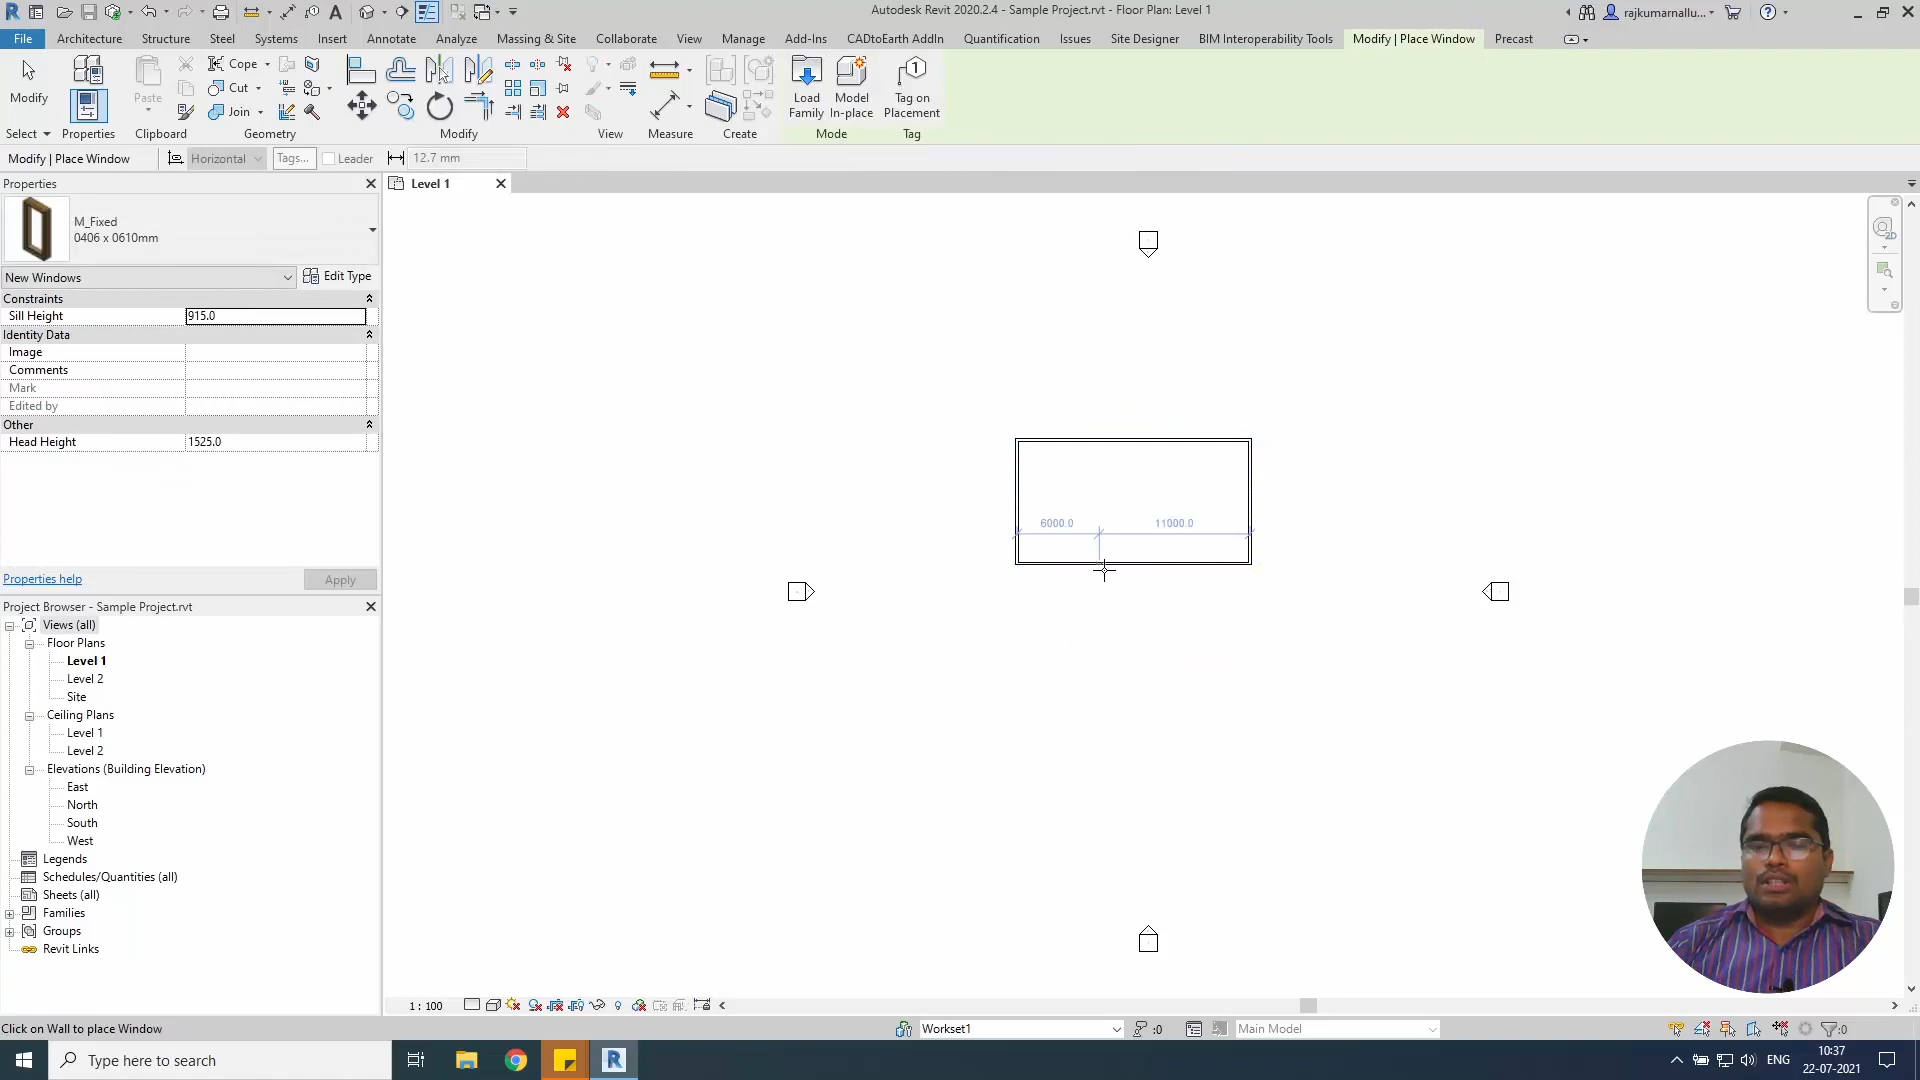 Autodesk Revit 2020.2.4 - Sample Project.rvt - Floor Plan: Level 1
rajkumarnallu...
File Architecture Structure Steel Systems Insert Annotate Analyze Massing & Site Collaborate View Manage Add-Ins CADtoEarth AddIn Quantification Issues Site Designer BIM Interoperability Tools Modify | Place Window Precast
Modify
Paste
Cope
Cut
Join
Load Family
Model In-place
Tag on Placement
Select Properties Clipboard Geometry Modify View Measure Create Mode Tag
Modify | Place Window Horizontal Tags... Leader 12.7 mm
Properties
Level 1
M_Fixed
0406 x 0610mm
New Windows Edit Type
Constraints
Sill Height 915.0
Identity Data
Image
Comments
Mark
Edited by
Other
Head Height 1525.0
6000.0 11000.0
Properties help Apply
Project Browser - Sample Project.rvt
Views (all)
Floor Plans
Level 1
Level 2
Site
Ceiling Plans
Level 1
Level 2
Elevations (Building Elevation)
East
North
South
West
Legends
Schedules/Quantities (all)
Sheets (all)
Families
Groups
Revit Links
1 : 100
Click on Wall to place Window Workset1 :0 Main Model :0
Type here to search
ENG
10:37
22-07-2021